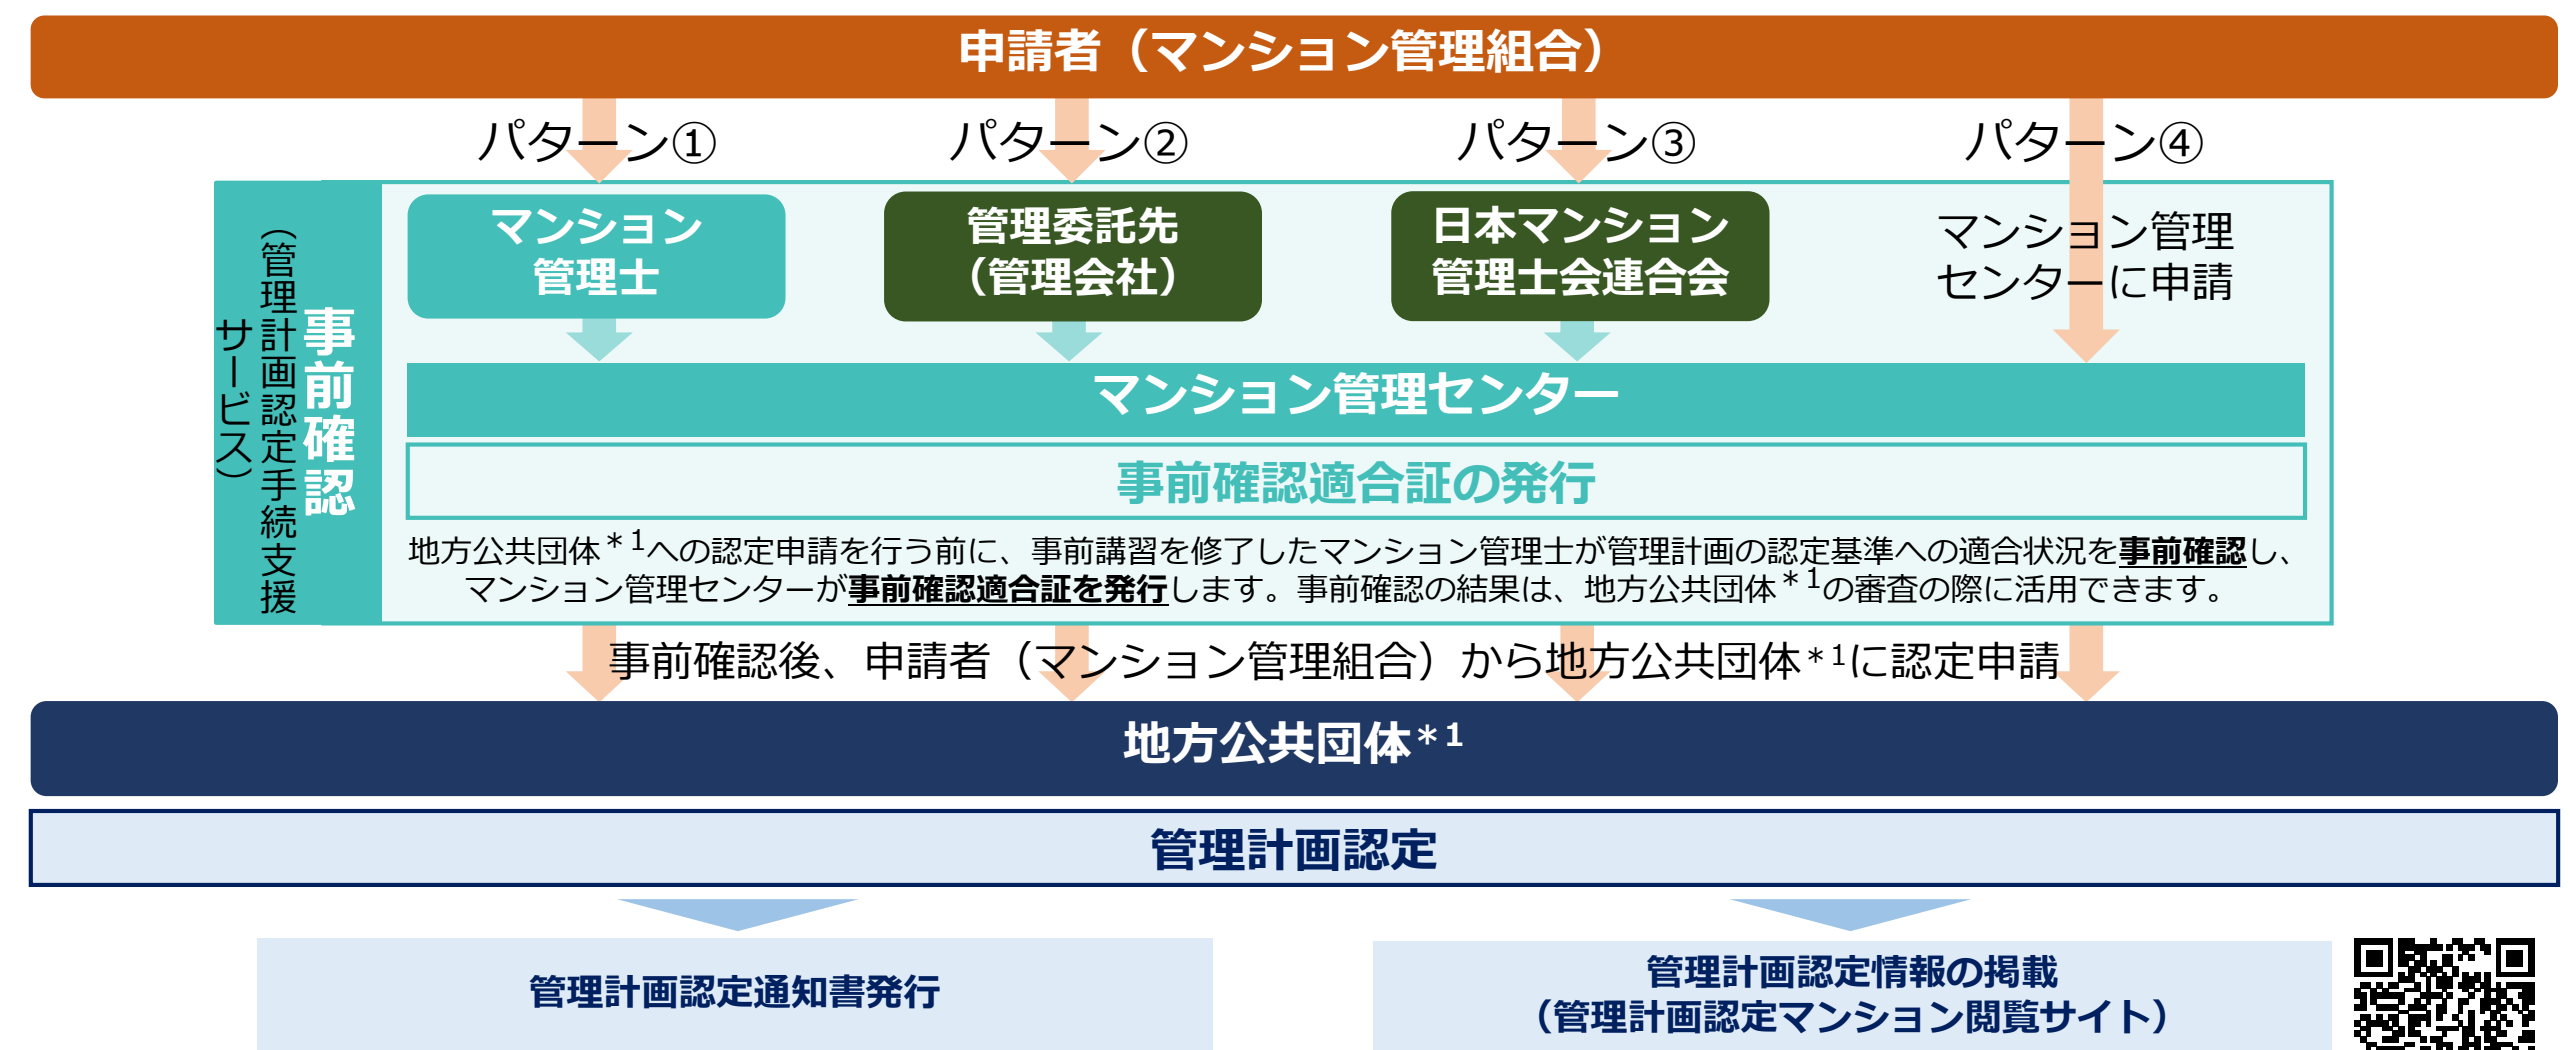 申請者（マンション管理組合）
パターン①
パターン②
パターン③
パターン④
事前確認
（管理計画認定手続支援
サービス）
マンション
管理士
管理委託先
（管理会社）
日本マンション
管理士会連合会
マンション管理
センターに申請
マンション管理センター
事前確認適合証の発行
地方公共団体＊1への認定申請を行う前に、事前講習を修了したマンション管理士が管理計画の認定基準への適合状況を事前確認し、
マンション管理センターが事前確認適合証を発行します。事前確認の結果は、地方公共団体＊1の審査の際に活用できます。
事前確認後、申請者（マンション管理組合）から地方公共団体＊1に認定申請
地方公共団体＊1
管理計画認定
管理計画認定通知書発行
管理計画認定情報の掲載
（管理計画認定マンション閲覧サイト）